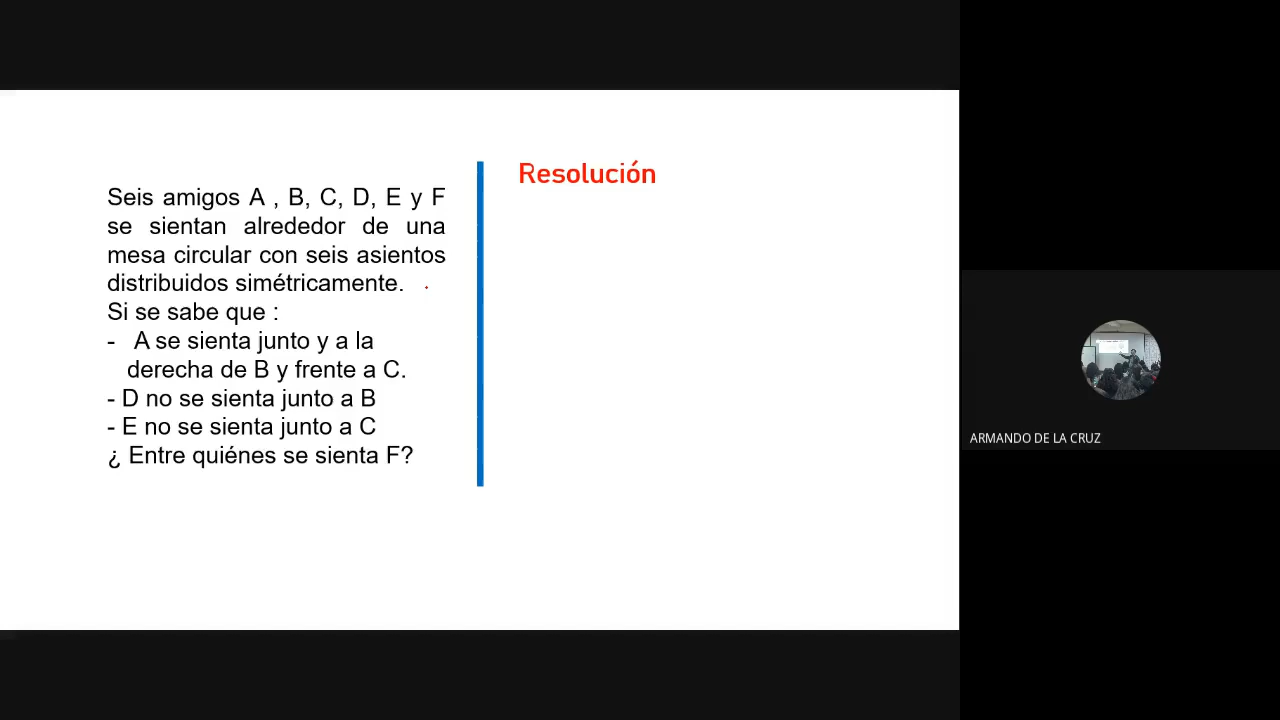 Seis amigos A , B, C, D, E y F
se sientan alrededor de una
mesa circular con seis asientos
distribuidos simétricamente.
Si se sabe que :
- A se sienta junto y a la
derecha de B y frente a C.
- D no se sienta junto a B
- E no se sienta junto a C
¿ Entre quiénes se sienta F?
Resolución
ARMANDO DE LA CRUZ